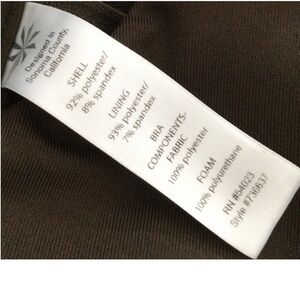 Designed in
Sonoma County,
California
SHELL
92% polyester/
8% spandex
LINING
93% polyester/
7% spandex
BRA
COMPONENTS-
FABRIC
100% polyester
FOAM
100% polyurethane
RN #54023
Style #736637